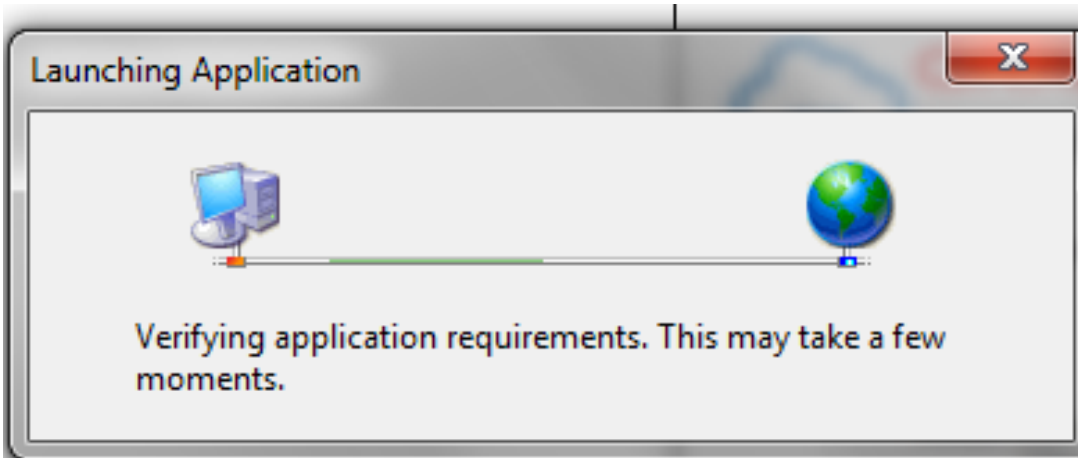 Launching Application
Verifying application requirements. This may take a few
moments.